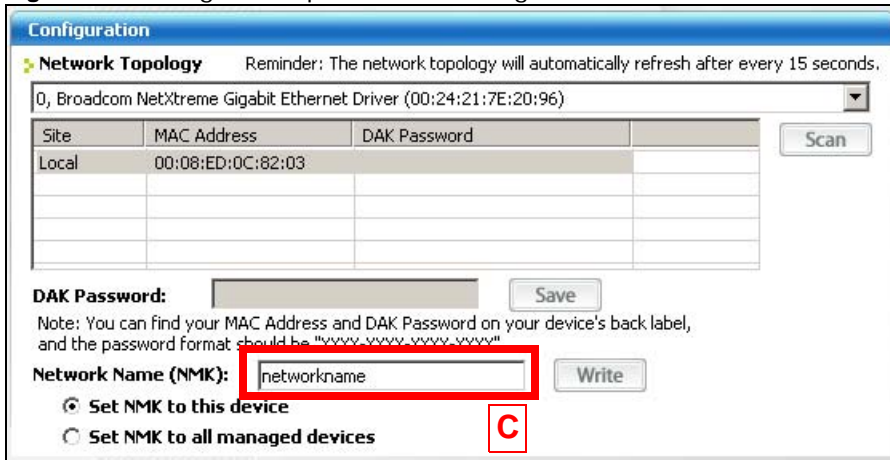 Configuration
Network Topology Reminder: The network topology will automatically refresh after every 15 seconds.
0, Broadcom NetXtreme Gigabit Ethernet Driver (00:24:21:7E:20:96)
Site MAC Address DAK Password
Scan
Local 00:08:ED:0C:82:03
DAK Password: Save
Note: You can find your MAC Address and DAK Password on your device's back label,
and the password format should be "XXXX-XXXX-XXXX-XXXX"
Network Name (NMK): networkname Write
Set NMK to this device
Set NMK to all managed devices
C